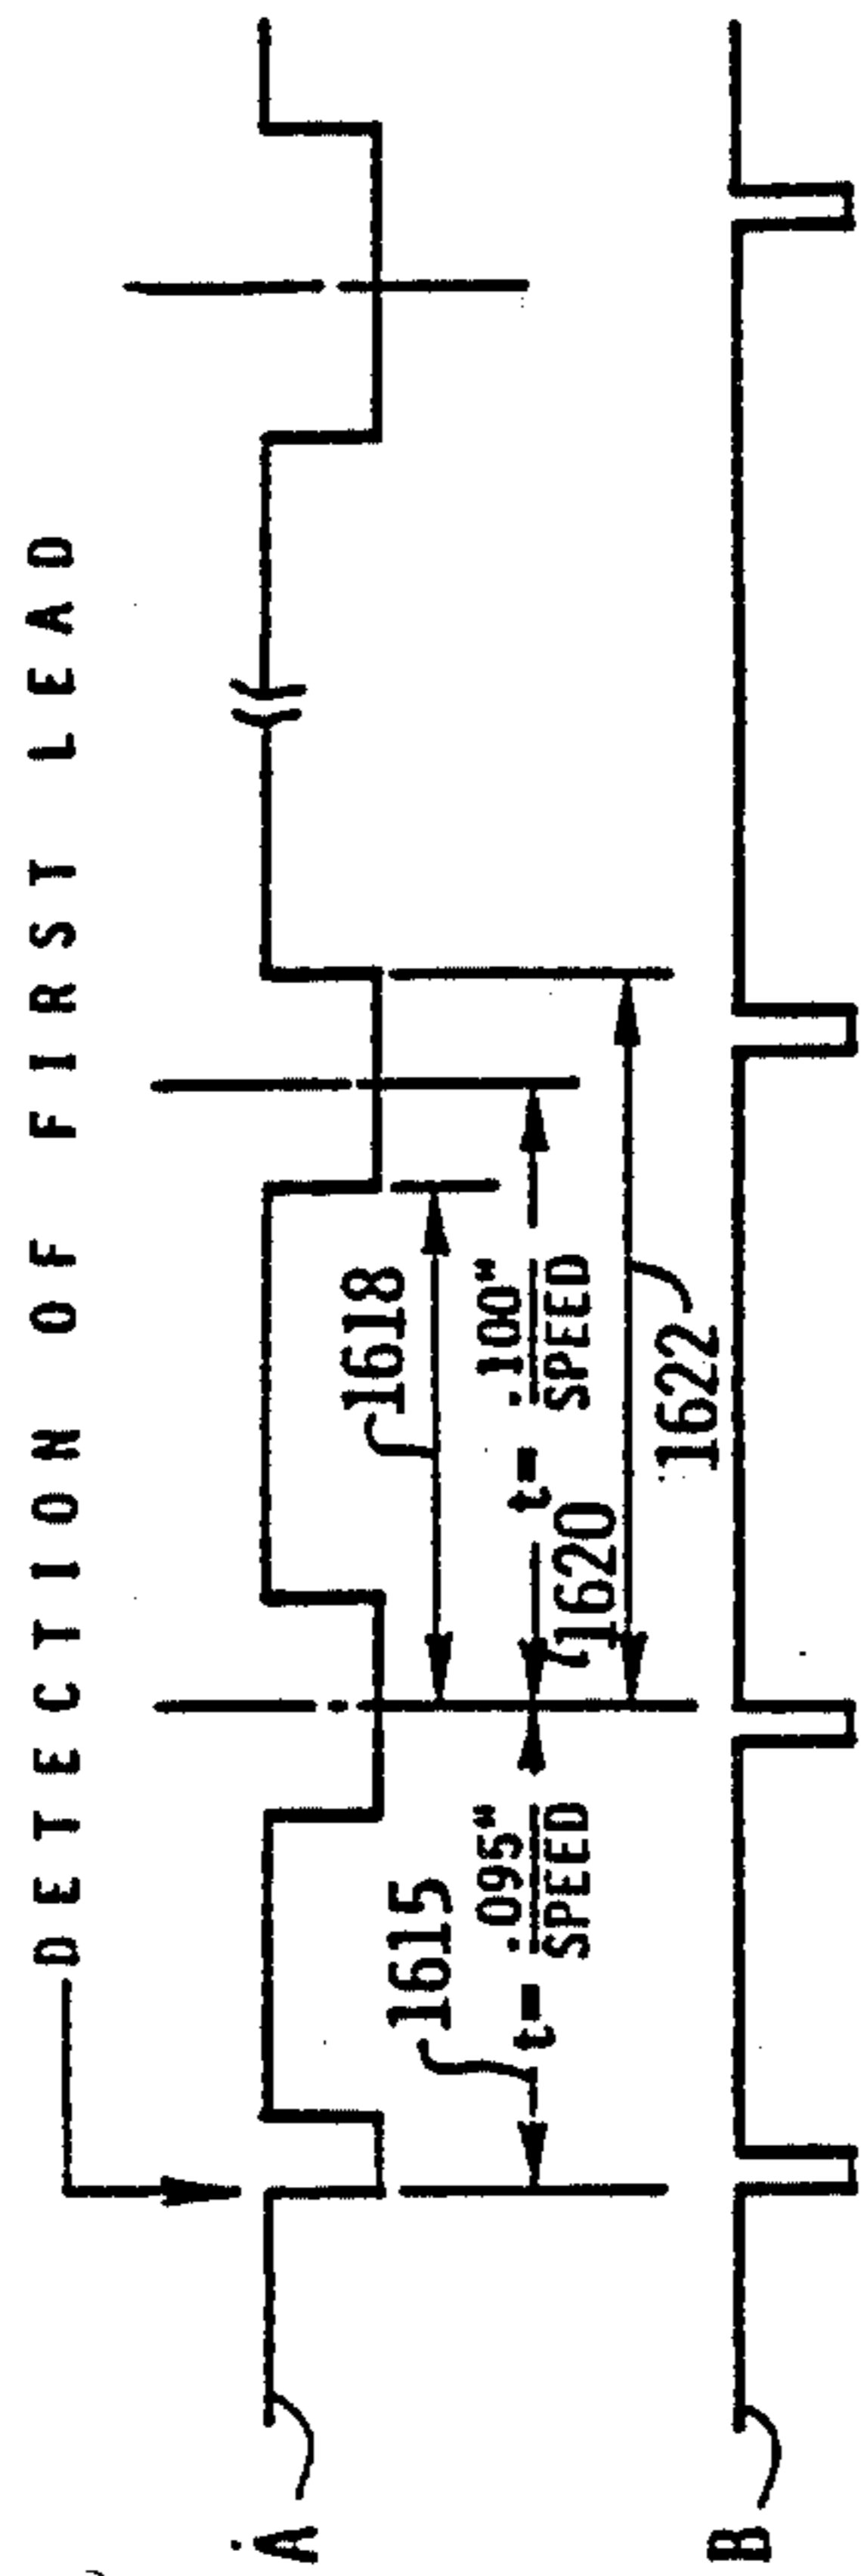 DETECTION OF FIRST LEAD
A
1615
1618
t= .095"
SPEED
t= .100"
SPEED
1620
1622
B